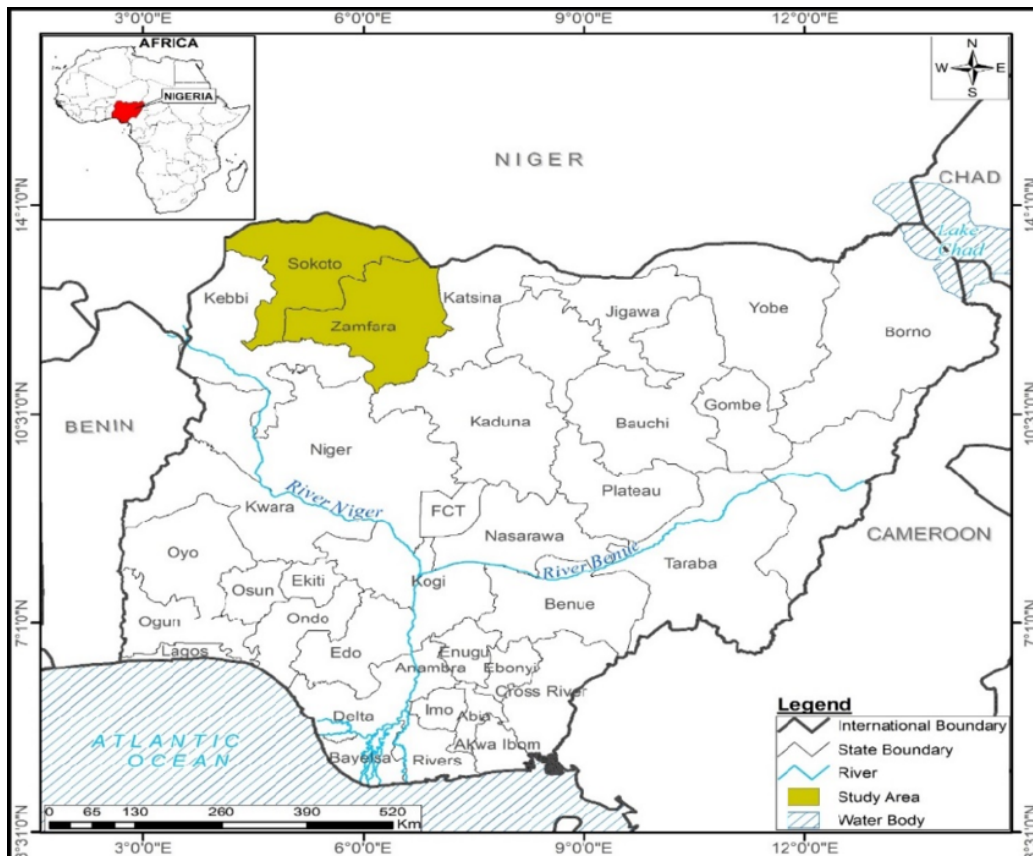 3°0'0"E
6°0'0"E
9°0'0"E
12°0'0"E
AFRICA
NIGERIA
N
W E
S
NIGER
CHAD
14°1'0"N
14°1'0"N
Lake
Chad
Sokoto
Kebbi
Katsina
Zamfara
Jigawa
Yobe
Borno
BENIN
10°31'0"N
10°31'0"N
Gombe
Kaduna
Bauchi
Niger
River Niger
Plateau
FCT
Kwara
Nasarawa
CAMEROON
Oyo
River Benue
Taraba
Kogi
Ekiti
Osun
Benue
Ogun
Ondo
7°1'0"N
7°1'0"N
Lagos
Edo
Enugu
Anambra
Ebonyi
Cross River
Delta
Imo
Abia
Akwa Ibom
Bayelsa
Rivers
ATLANTIC
OCEAN
Legend
International Boundary
State Boundary
River
Study Area
Water Body
0 65 130 260 390 520
Km
3°31'0"N
3°31'0"N
3°0'0"E
6°0'0"E
9°0'0"E
12°0'0"E